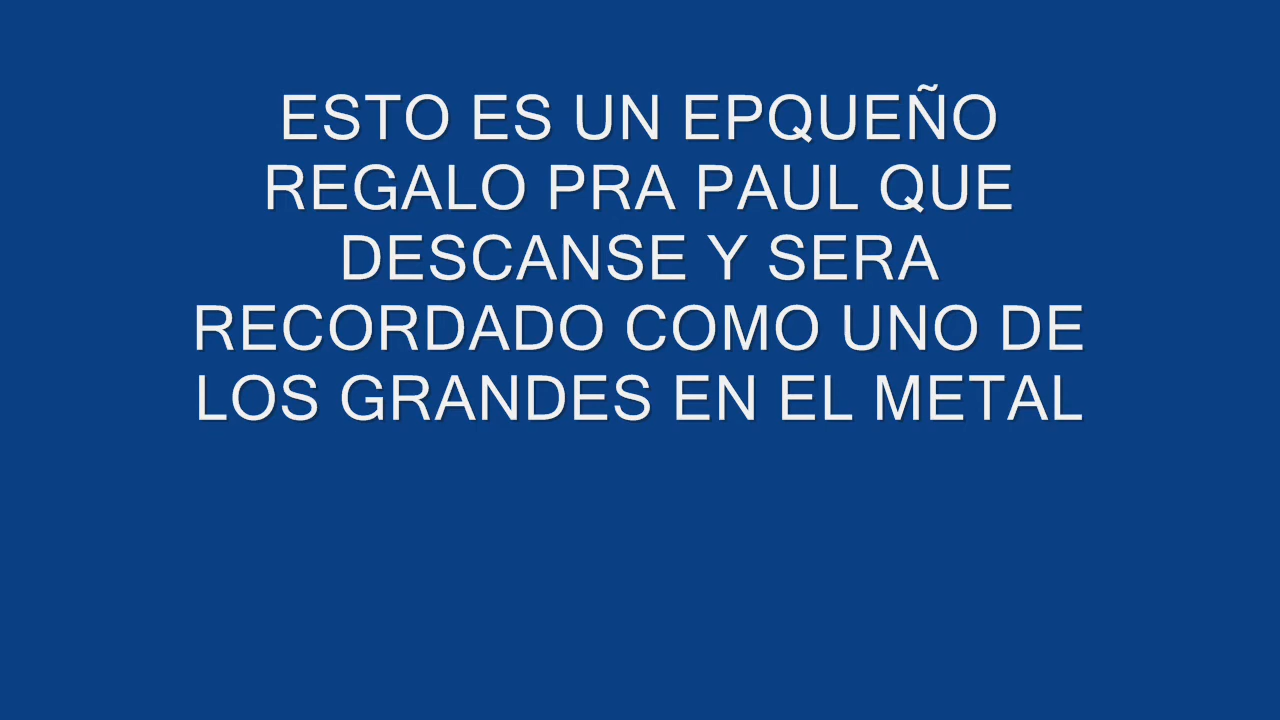 ESTO ES UN EPQUEÑO
REGALO PRA PAUL QUE
DESCANSE Y SERA
RECORDADO COMO UNO DE
LOS GRANDES EN EL METAL